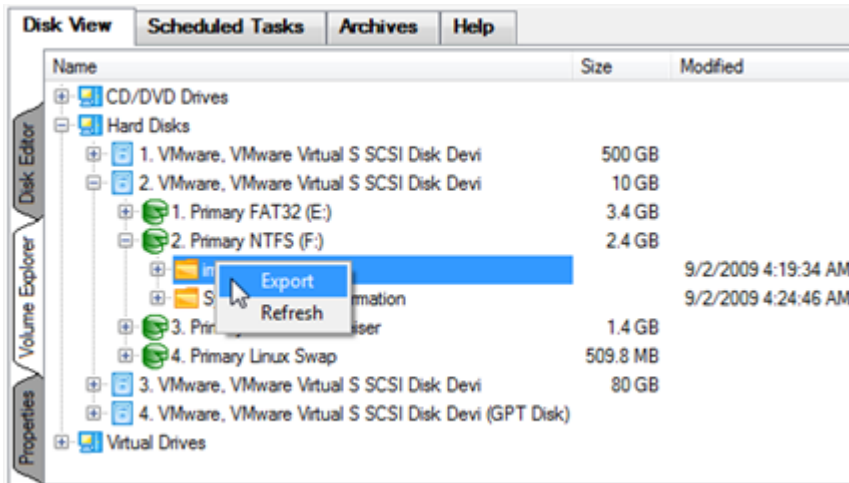 Disk View Scheduled Tasks Archives Help
Name Size Modified
CD/DVD Drives
Hard Disks
1. VMware, VMware Virtual S SCSI Disk Devi 500 GB
2. VMware, VMware Virtual S SCSI Disk Devi 10 GB
1. Primary FAT32 (E:) 3.4 GB
2. Primary NTFS (F:) 2.4 GB
9/2/2009 4:19:34 AM
Export
9/2/2009 4:24:46 AM
Refresh
3. 1.4 GB
4. Primary Linux Swap 509.8 MB
3. VMware, VMware Virtual S SCSI Disk Devi 80 GB
4. VMware, VMware Virtual S SCSI Disk Devi (GPT Disk)
Virtual Drives
Disk Editor
Volume Explorer
Properties